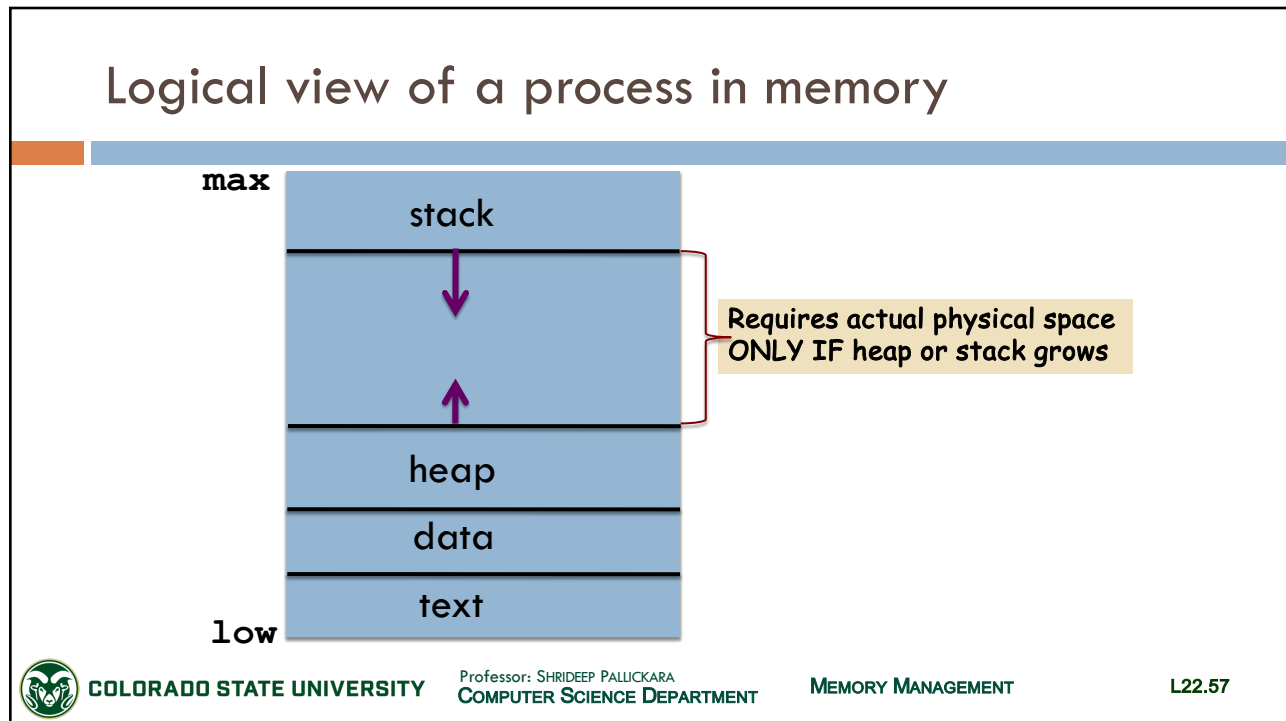 Logical view of a process in memory
max
stack
Requires actual physical space
ONLY IF heap or stack grows
heap
data
text
low
COLORADO STATE UNIVERSITY
Professor: SHRIDEEP PALLICKARA
COMPUTER SCIENCE DEPARTMENT
MEMORY MANAGEMENT
L22.57